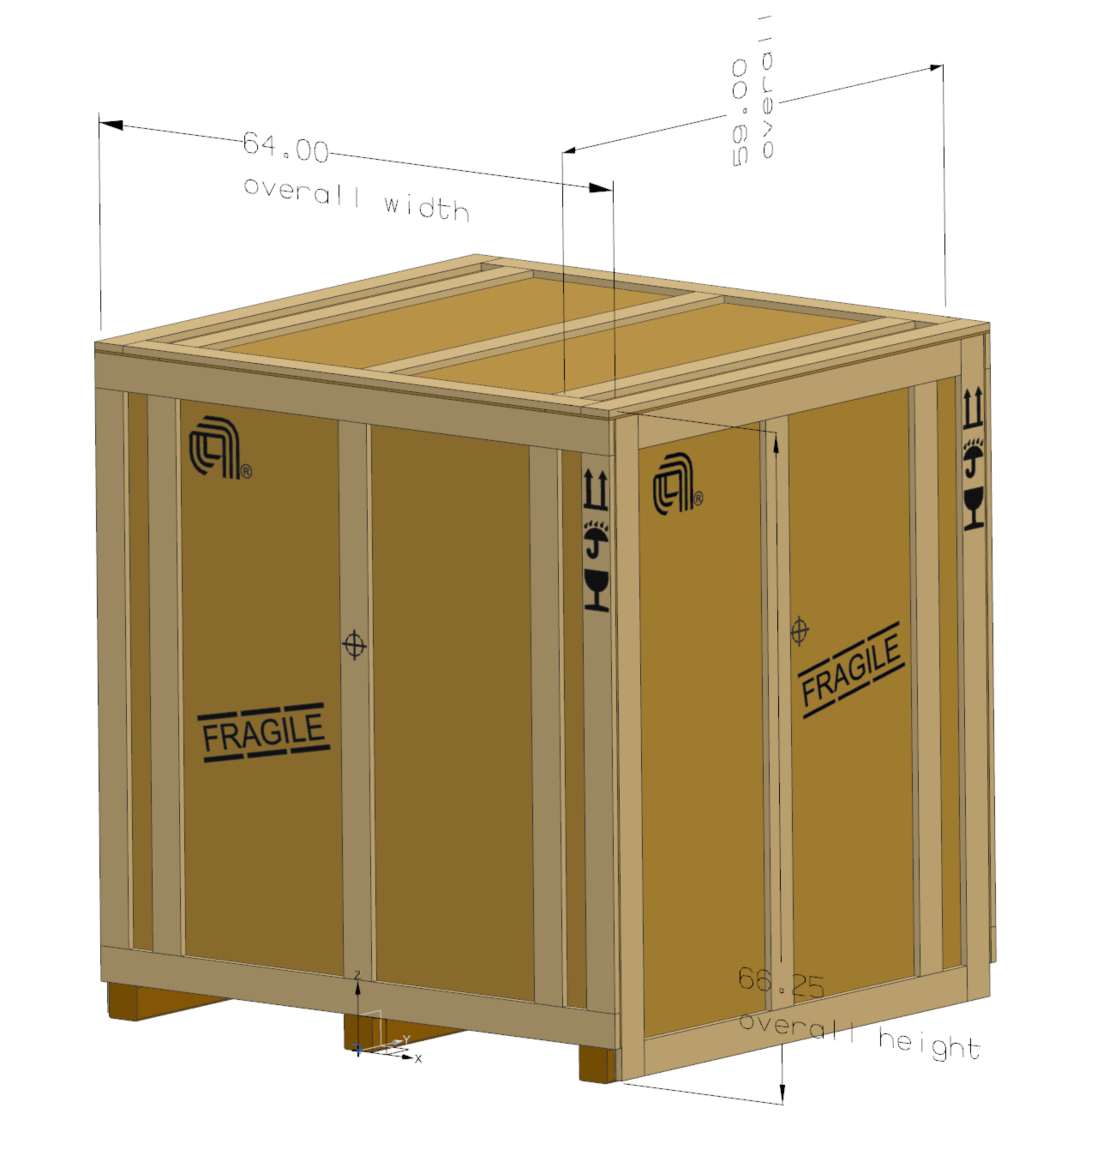 59.00
overall
64.00
overall width
®
®
FRAGILE
FRAGILE
66.25
overall height
Z
Y
X